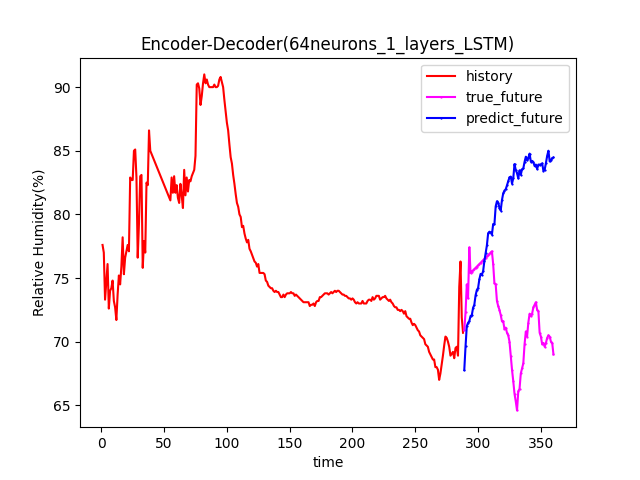 Encoder-Decoder(64neurons_1_layers_LSTM)
history
true_future
predict_future
Relative Humidity(%)
90
85
80
75
70
65
0 50 100 150 200 250 300 350
time